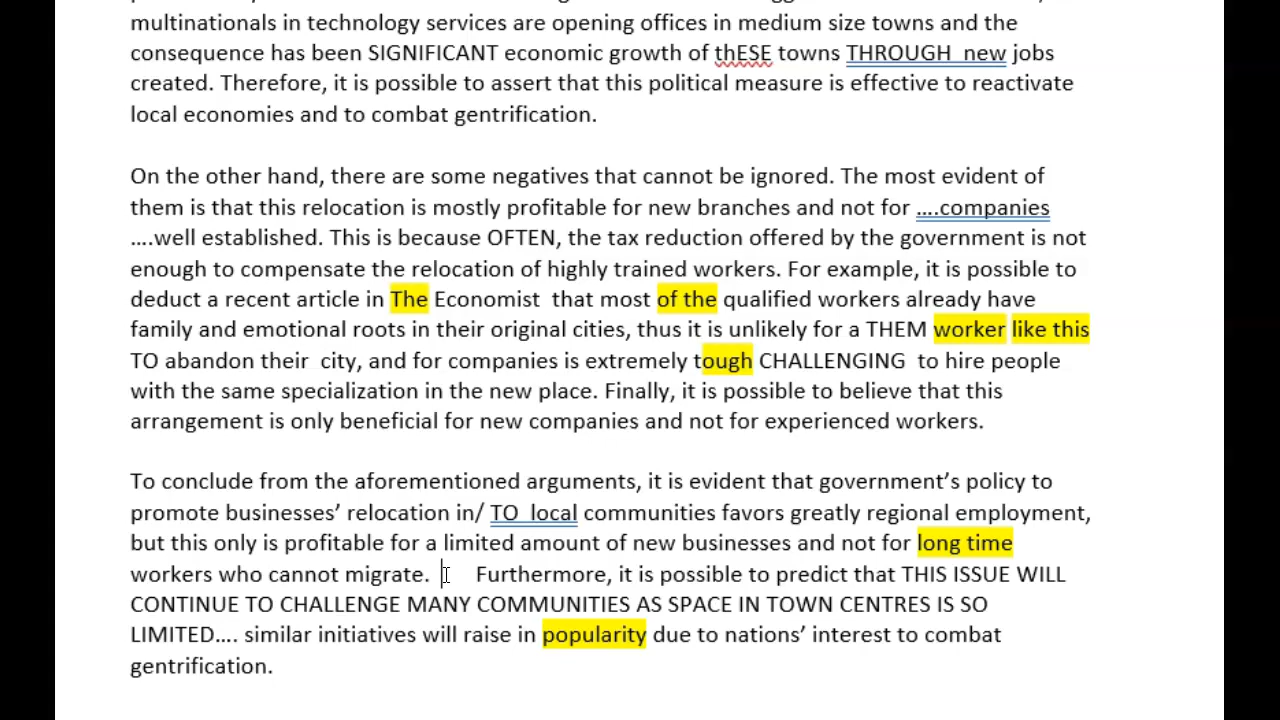 multinationals in technology services are opening offices in medium size towns and the
consequence has been SIGNIFICANT economic growth of thESE towns THROUGH  new jobs
created. Therefore, it is possible to assert that this political measure is effective to reactivate
local economies and to combat gentrification.
On the other hand, there are some negatives that cannot be ignored. The most evident of
them is that this relocation is mostly profitable for new branches and not for ....companies
....well established. This is because OFTEN, the tax reduction offered by the government is not
enough to compensate the relocation of highly trained workers. For example, it is possible to
deduct a recent article in The Economist  that most of the qualified workers already have
family and emotional roots in their original cities, thus it is unlikely for a THEM worker like this
TO abandon their  city, and for companies is extremely tough CHALLENGING  to hire people
with the same specialization in the new place. Finally, it is possible to believe that this
arrangement is only beneficial for new companies and not for experienced workers.
To conclude from the aforementioned arguments, it is evident that government's policy to
promote businesses' relocation in/ TO  local communities favors greatly regional employment,
but this only is profitable for a limited amount of new businesses and not for long time
workers who cannot migrate.      Furthermore, it is possible to predict that THIS ISSUE WILL
CONTINUE TO CHALLENGE MANY COMMUNITIES AS SPACE IN TOWN CENTRES IS SO
LIMITED.... similar initiatives will raise in popularity due to nations' interest to combat
gentrification.